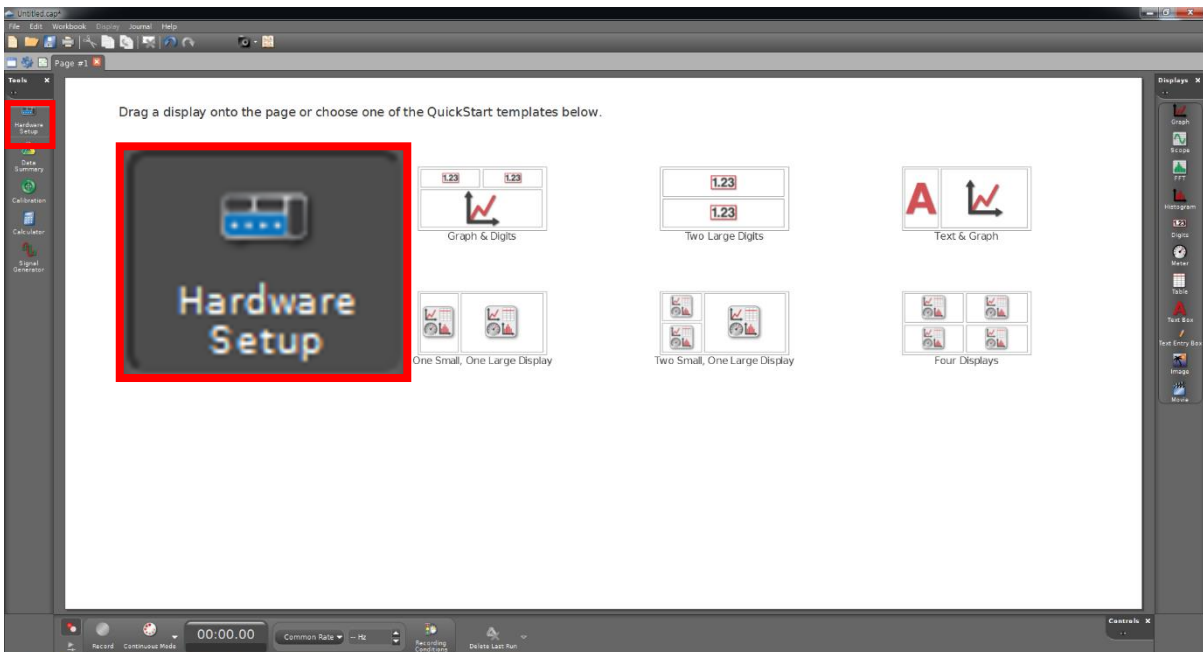 Untitled.cap*
File Edit Workbook Display Journal Help
Page #1
Tools
Displays
Drag a display onto the page or choose one of the QuickStart templates below.
Hardware
Setup
Data
Summary
Calibration
Calculator
Signal
Generator
Hardware
Setup
1.23 1.23
Graph & Digits
1.23
1.23
Two Large Digits
A
Text & Graph
One Small, One Large Display
Two Small, One Large Display
Four Displays
Graph
Scope
FFT
Histogram
1.23
Digits
Meter
Table
A
Text Box
Text Entry Box
Image
Movie
Record
Continuous Mode
00:00.00
Common Rate
-- Hz
Recording
Conditions
Delete Last Run
Controls